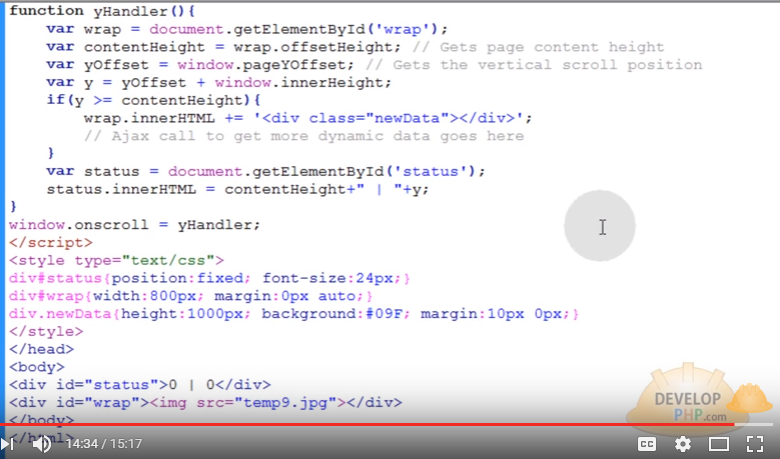 function yHandler(){
    var wrap = document.getElementById('wrap');
    var contentHeight = wrap.offsetHeight; // Gets page content height
    var yOffset = window.pageYOffset; // Gets the vertical scroll position
    var y = yOffset + window.innerHeight;
    if(y >= contentHeight){
        wrap.innerHTML += '<div class="newData"></div>';
        // Ajax call to get more dynamic data goes here
    }
    var status = document.getElementById('status');
    status.innerHTML = contentHeight+" | "+y;
}
window.onscroll = yHandler;
</script>
<style type="text/css">
div#status{position:fixed; font-size:24px;}
div#wrap{width:800px; margin:0px auto;}
div.newData{height:1000px; background:#09F; margin:10px 0px;}
</style>
</head>
<body>
<div id="status">0 | 0</div>
<div id="wrap"><img src="temp9.jpg"></div>
</body>
</html>
DEVELOP
PHP.com
14:34 / 15:17
CC